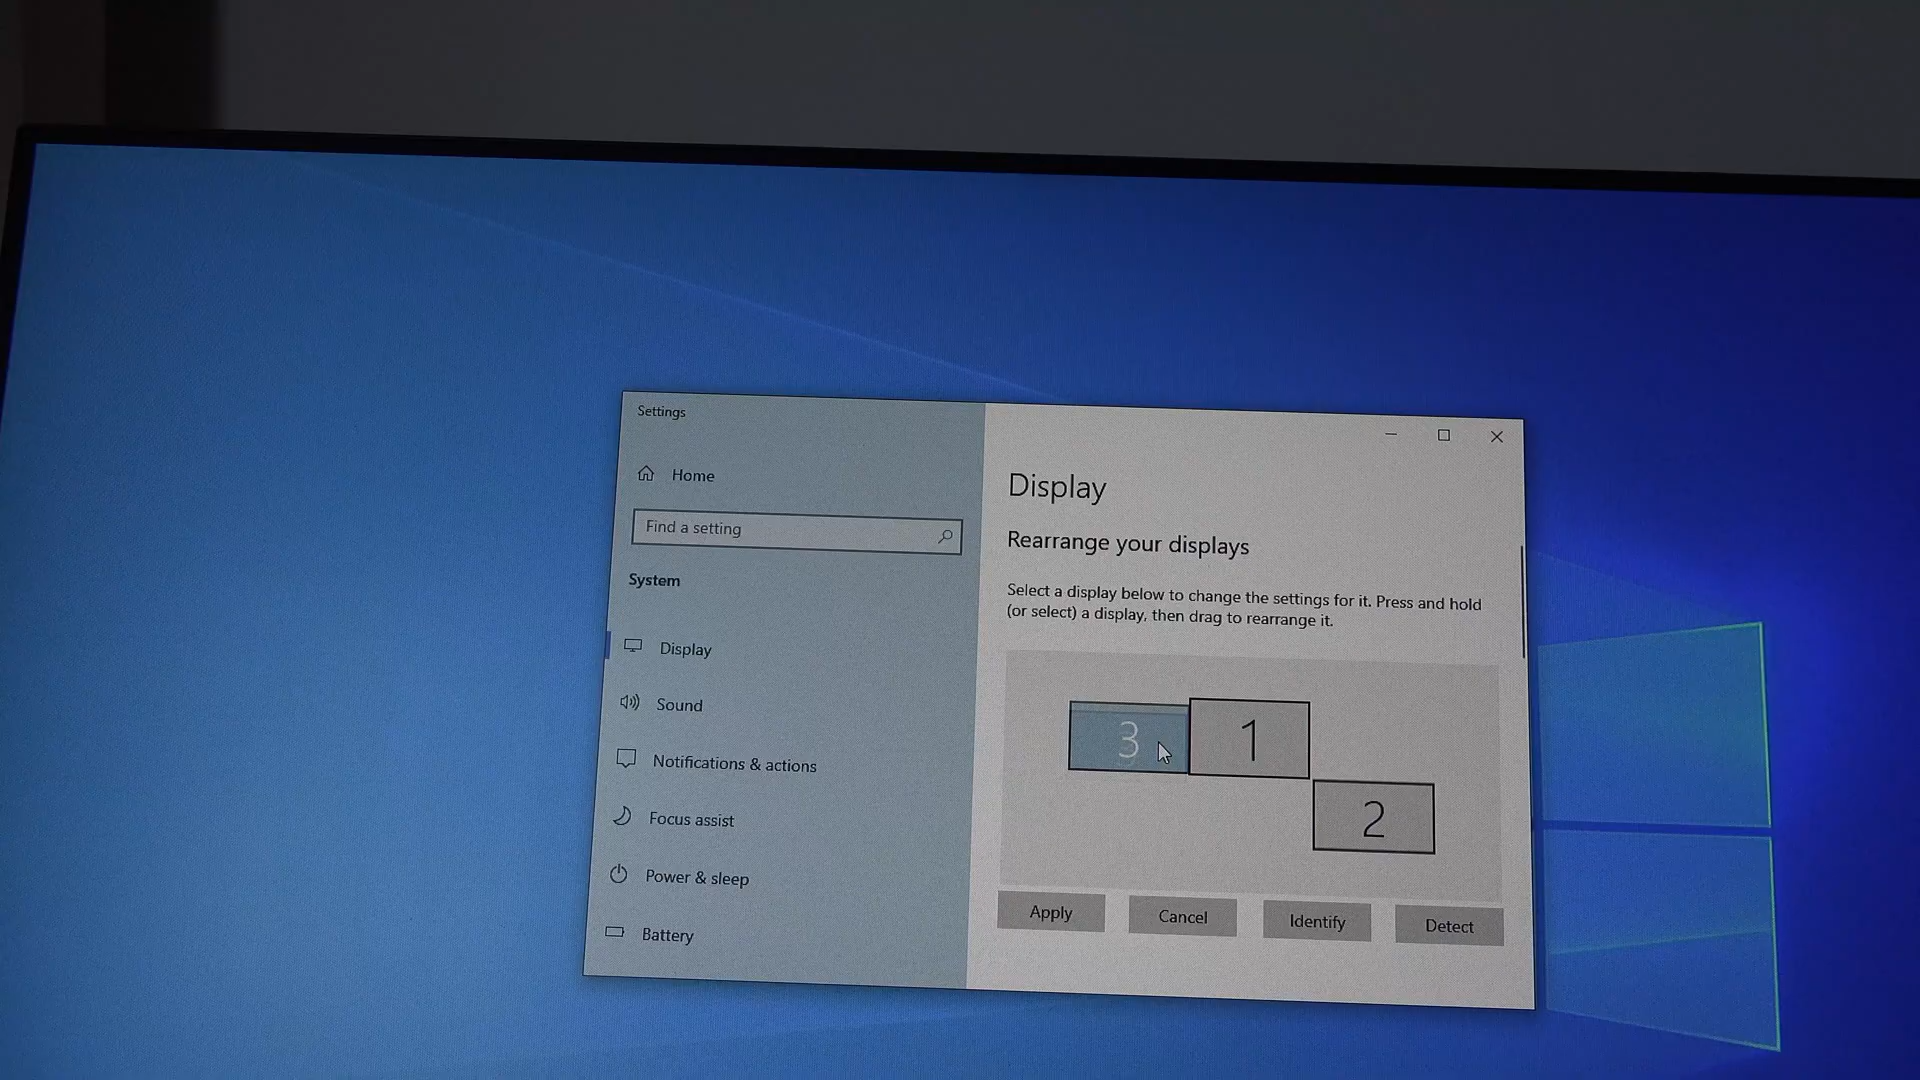 Settings
Home
Find a setting
System
Display
Sound
Notifications & actions
Focus assist
Power & sleep
Battery
Display
Rearrange your displays
Select a display below to change the settings for it. Press and hold
(or select) a display, then drag to rearrange it.
3
1
2
Apply
Cancel
Identify
Detect